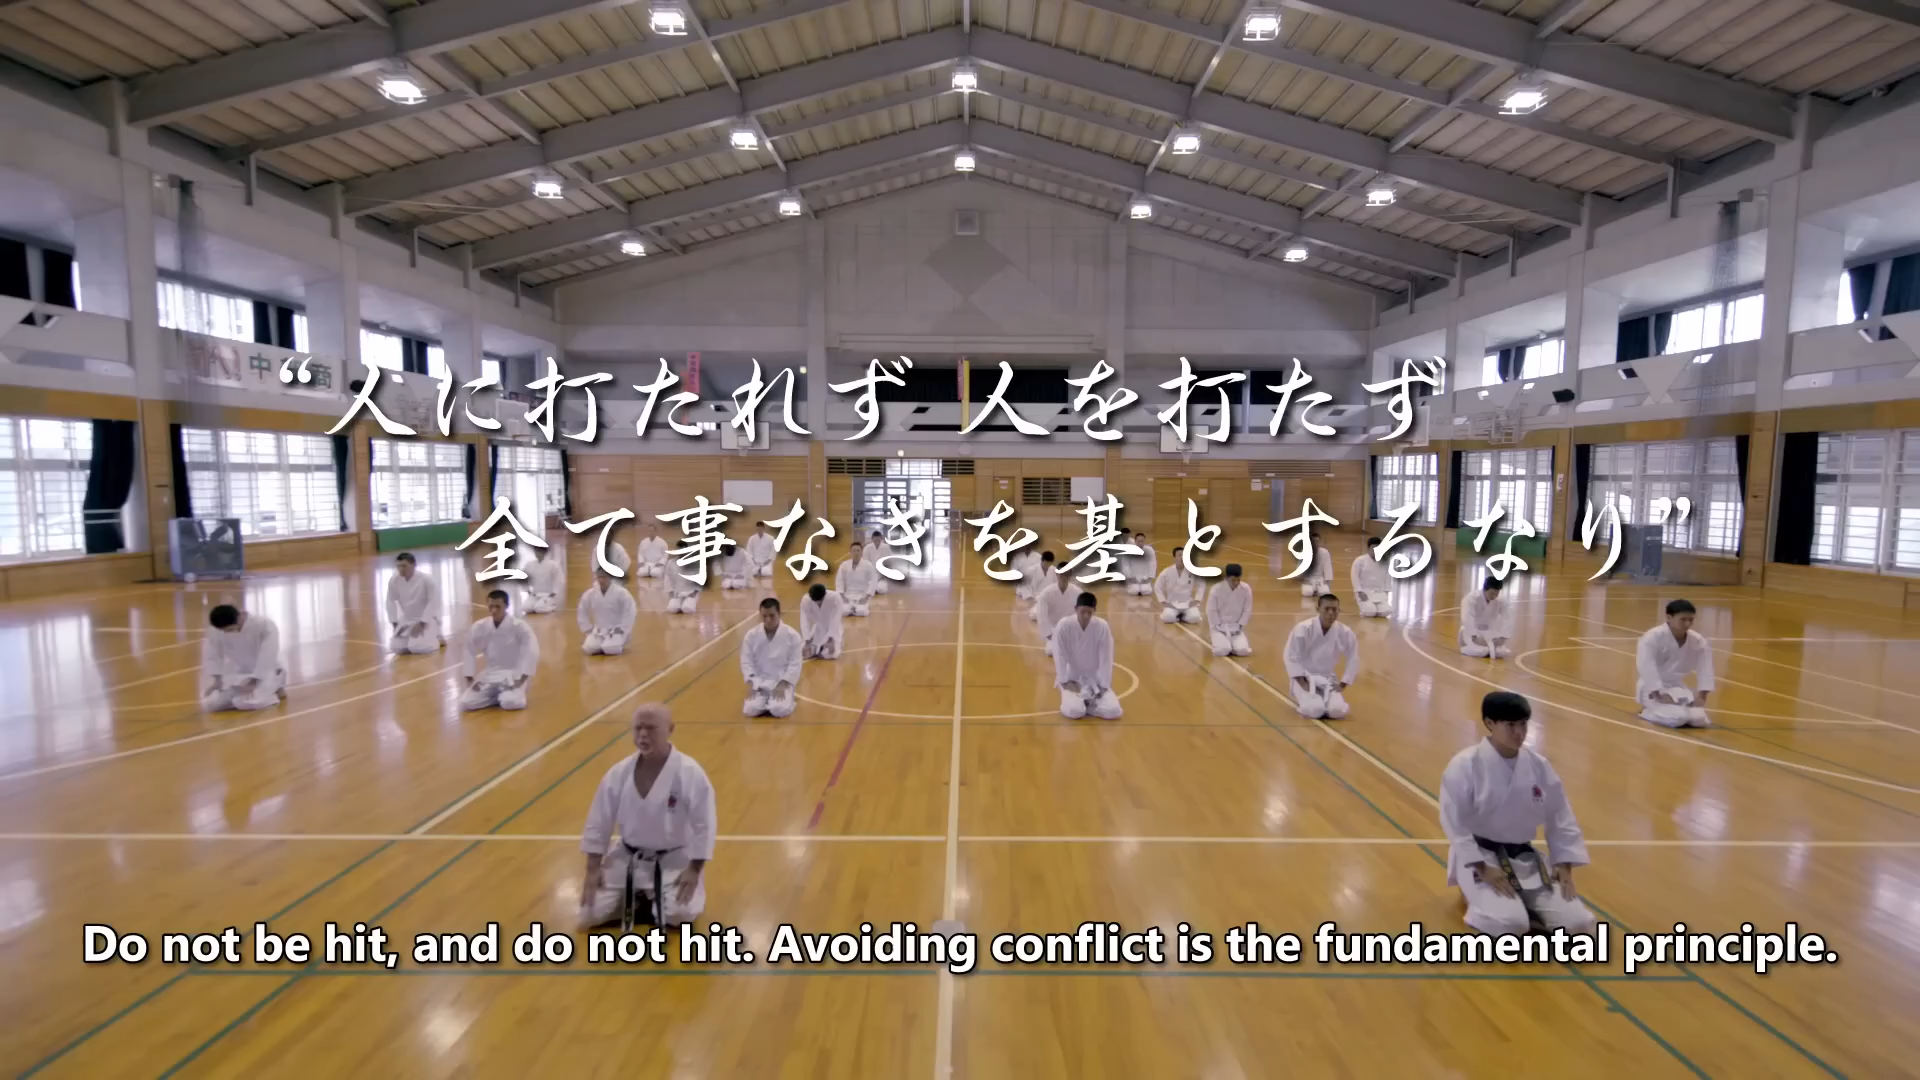 “人に打たれず 人を打たず
全て事なきを基とするなり”
Do not be hit, and do not hit. Avoiding conflict is the fundamental principle.